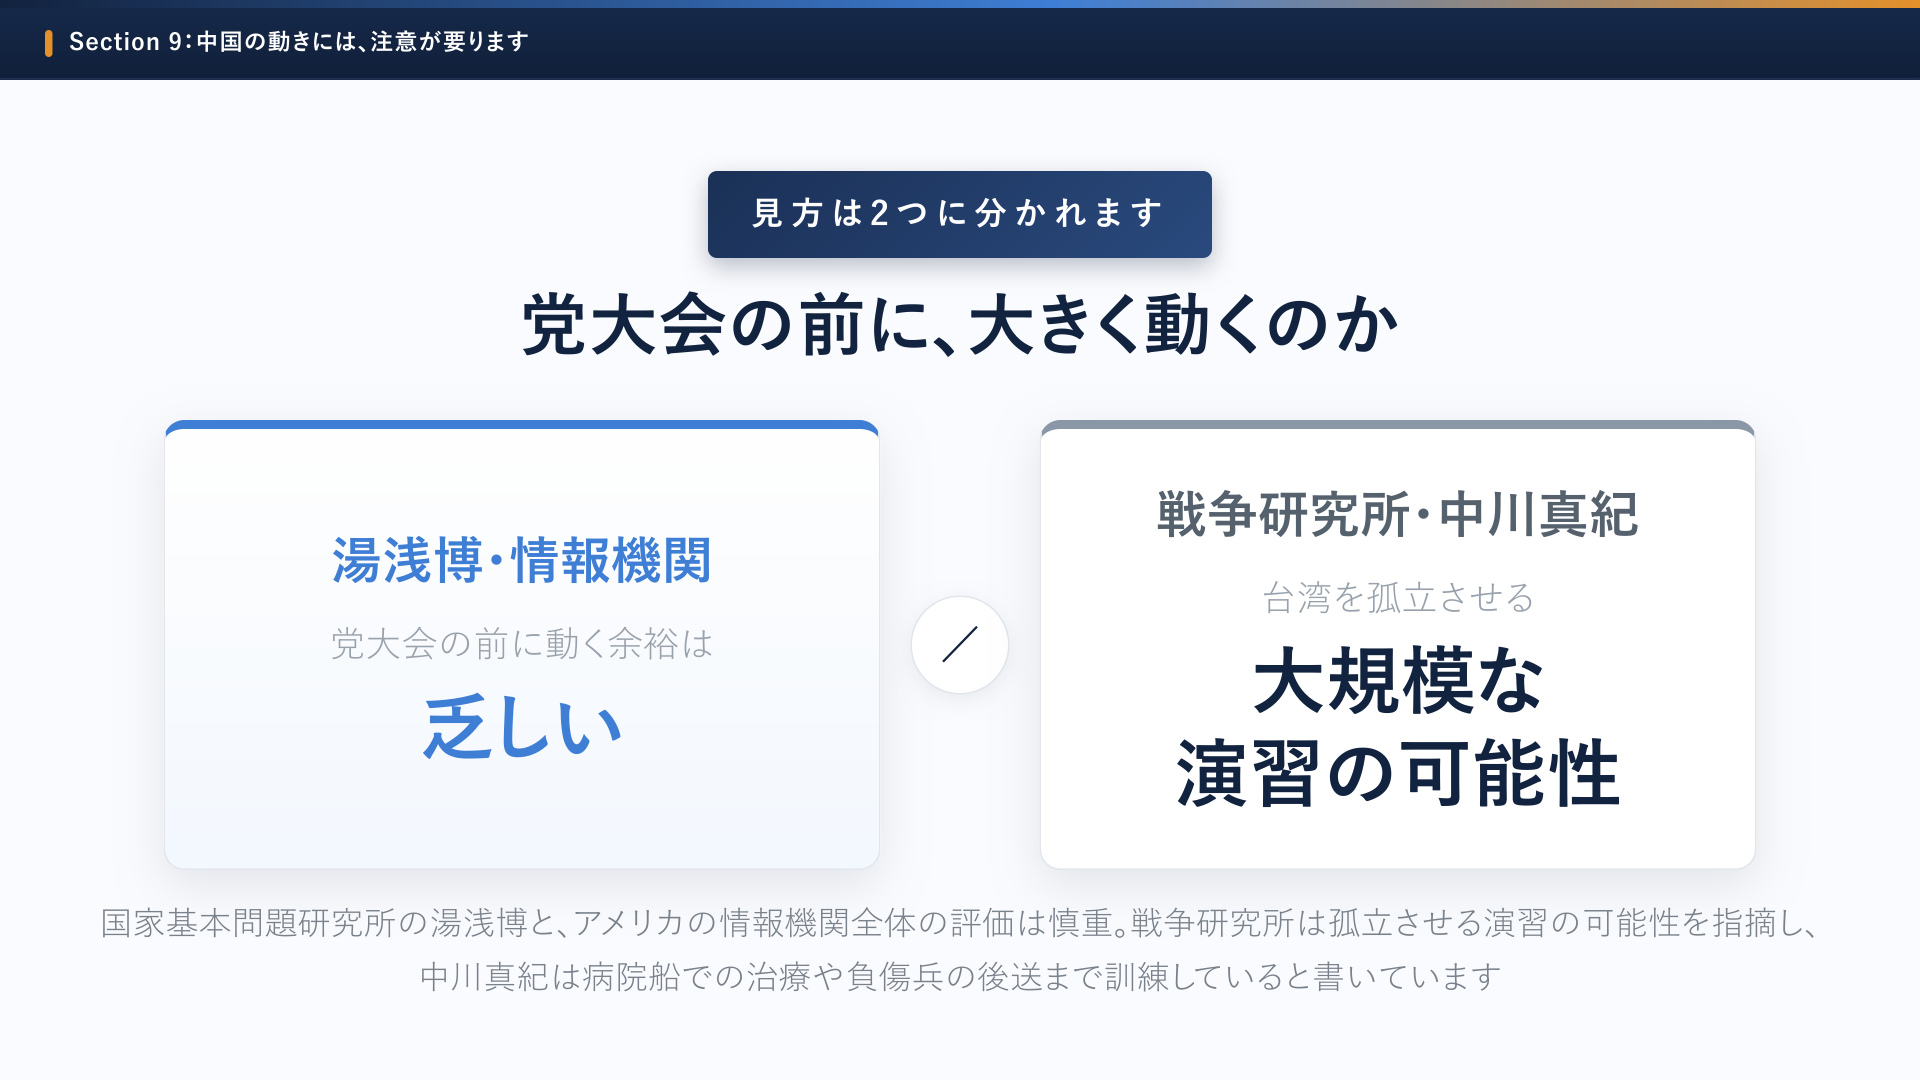 Section 9：中国の動きには、注意が要ります
見方は2つに分かれます
党大会の前に、大きく動くのか
湯浅博・情報機関
党大会の前に動く余裕は
乏しい
／
戦争研究所・中川真紀
台湾を孤立させる
大規模な
演習の可能性
国家基本問題研究所の湯浅博と、アメリカの情報機関全体の評価は慎重。戦争研究所は孤立させる演習の可能性を指摘し、
中川真紀は病院船での治療や負傷兵の後送まで訓練していると書いています